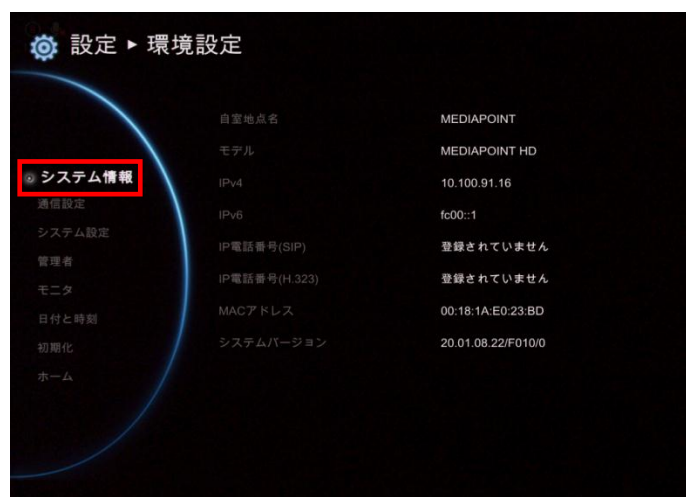 設定 ▶ 環境設定
自室地点名 MEDIAPOINT
モデル MEDIAPOINT HD
システム情報
IPv4 10.100.91.16
通信設定
IPv6 fc00::1
システム設定
IP電話番号(SIP) 登録されていません
管理者
IP電話番号(H.323) 登録されていません
モニタ
MACアドレス 00:18:1A:E0:23:BD
日付と時刻
システムバージョン 20.01.08.22/F010/0
初期化
ホーム